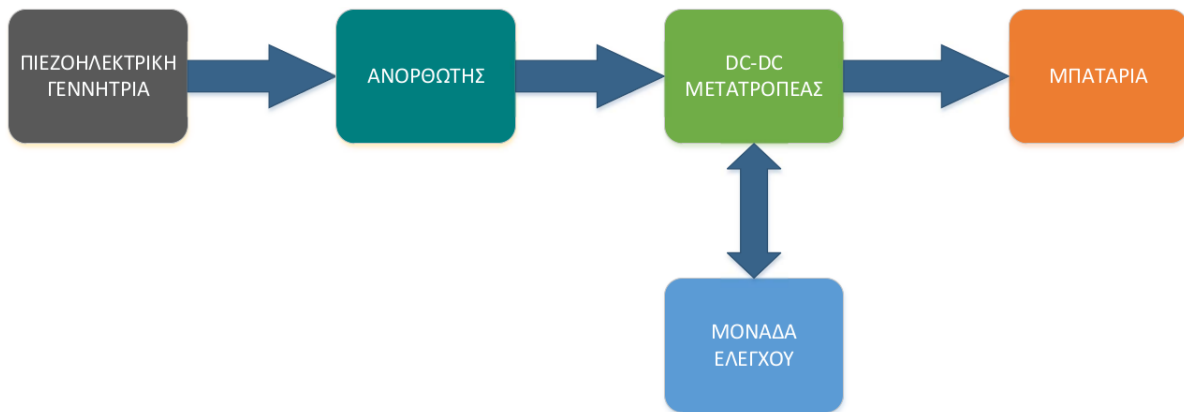 ΠΙΕΖΟΗΛΕΚΤΡΙΚΗ
ΓΕΝΝΗΤΡΙΑ
ΑΝΟΡΘΩΤΗΣ
DC-DC
ΜΕΤΑΤΡΟΠΕΑΣ
ΜΠΑΤΑΡΙΑ
ΜΟΝΑΔΑ
ΕΛΕΓΧΟΥ